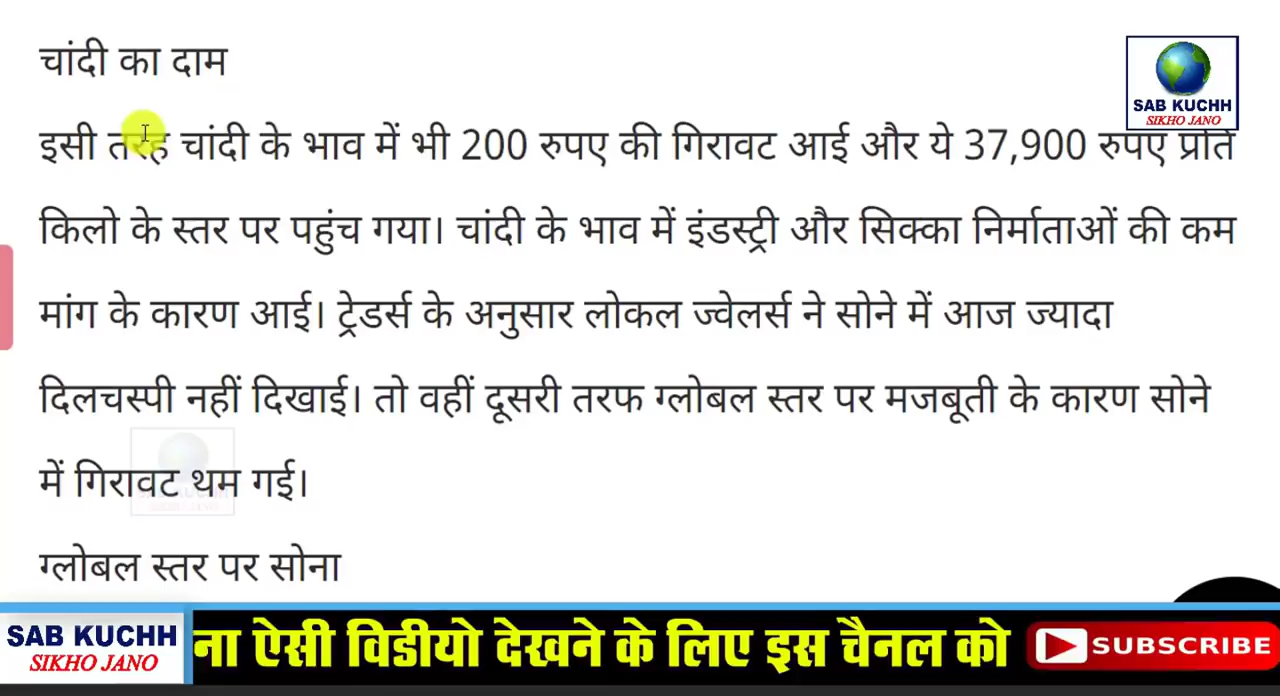 चांदी का दाम
SAB KUCHH
SIKHO JANO
इसी तरह चांदी के भाव में भी 200 रुपए की गिरावट आई और ये 37,900 रुपए प्रति
किलो के स्तर पर पहुंच गया। चांदी के भाव में इंडस्ट्री और सिक्का निर्माताओं की कम
मांग के कारण आई। ट्रेडर्स के अनुसार लोकल ज्वेलर्स ने सोने में आज ज्यादा
दिलचस्पी नहीं दिखाई। तो वहीं दूसरी तरफ ग्लोबल स्तर पर मजबूती के कारण सोने
में गिरावट थम गई।
ग्लोबल स्तर पर सोना
SAB KUCHH
SIKHO JANO
ना ऐसी विडीयो देखने के लिए इस चैनल को
SUBSCRIBE